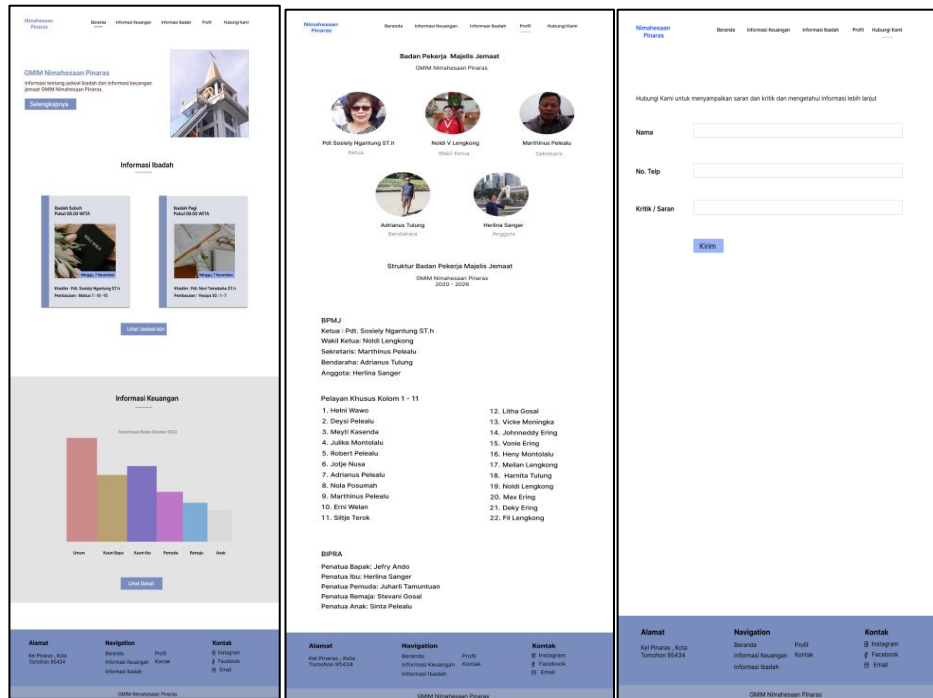 Nimahesaan
Pinaras
Beranda Informasi Keuangan Informasi Ibadah Profil Hubungi Kami
GMIM Nimahesaan Pinaras
Informasi tentang jadwal ibadah dan informasi keuangan
jemaat GMIM Nimahesaan Pinaras.
Selengkapnya
Informasi Ibadah
Ibadah Subuh
Pukul 05.00 WITA
HOLY BIBLE
Minggu, 7 November
Khadim : Pdt. Sosiely Ngantung ST.h
Pembacaan : Matius 1 : 10 -15
Ibadah Pagi
Pukul 09.00 WITA
Minggu, 7 November
Pembacaan : Yesaya 53 : 1 -7
Lihat Jadwal lain
Informasi Keuangan
Penerimaan Bulan Oktober 2023
Umum Kaum Bapa Kaum Ibu Pemuda Remaja Anak
Lihat Detail
Alamat
Kel Pinaras , Kota
Tomohon 95434
Navigation
Beranda Profil
Informasi Keuangan Kontak
Informasi Ibadah
Kontak
Instagram
Facebook
Email
GMIM Nimahesaan Pinaras
Nimahesaan
Pinaras
Beranda Informasi Keuangan Informasi Ibadah Profil Hubungi Kami
Badan Pekerja Majelis Jemaat
GMIM Nimahesaan Pinaras
Pdt Sosiely Ngantung ST.h
Ketua
Noldi V Lengkong
Wakil Ketua
Marthinus Pelealu
Sekretaris
Adrianus Tulung
Bendahara
Herlina Sanger
Anggota
Struktur Badan Pekerja Majelis Jemaat
GMIM Nimahesaan Pinaras
2020 - 2026
BPMJ
Ketua : Pdt. Sosiely Ngantung ST.h
Wakil Ketua: Noldi Lengkong
Sekretaris: Marthinus Pelealu
Bendaraha: Adrianus Tulung
Anggota: Herlina Sanger
Pelayan Khusus Kolom 1 - 11
1. Helni Wawo
2. Deysi Pelealu
3. Meyti Kasenda
4. Julike Montolalu
5. Robert Pelealu
6. Jotje Nusa
7. Adrianus Pelealu
8. Nola Posumah
9. Marthinus Pelealu
10. Erni Welan
11. Siltje Terok
12. Litha Gosal
13. Vicke Moningka
14. Johnneddy Ering
15. Vonie Ering
16. Heny Montolalu
17. Meilan Lengkong
18. Harnita Tulung
19. Noldi Lengkong
20. Max Ering
21. Deky Ering
22. Fil Lengkong
BIPRA
Penatua Bapak: Jefry Ando
Penatua Ibu: Herlina Sanger
Penatua Pemuda: Juharli Tamuntuan
Penatua Remaja: Stevani Gosal
Penatua Anak: Sinta Pelealu
Alamat
Kel Pinaras , Kota
Tomohon 95434
Navigation
Beranda Profil
Informasi Keuangan Kontak
Informasi Ibadah
Kontak
Instagram
Facebook
Email
GMIM Nimahesaan Pinaras
Nimahesaan
Pinaras
Beranda Informasi Keuangan Informasi Ibadah Profil Hubungi Kami
Hubungi Kami untuk menyampaikan saran dan kritik dan mengetahui informasi lebih lanjut
Nama
No. Telp
Kritik / Saran
Kirim
Alamat
Kel Pinaras , Kota
Tomohon 95434
Navigation
Beranda Profil
Informasi Keuangan Kontak
Informasi Ibadah
Kontak
Instagram
Facebook
Email
GMIM Nimahesaan Pinaras